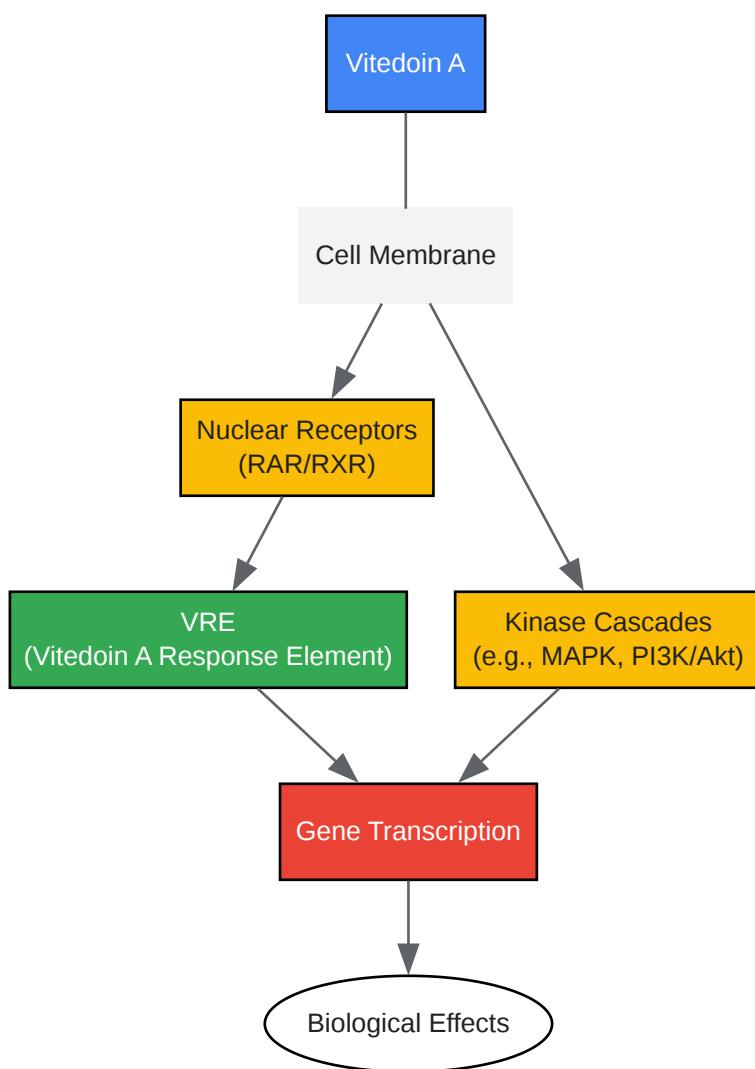 Vitedoin A
Cell Membrane
Nuclear Receptors
(RAR/RXR)
VRE
(Vitedoin A Response Element)
Kinase Cascades
(e.g., MAPK, PI3K/Akt)
Gene Transcription
Biological Effects